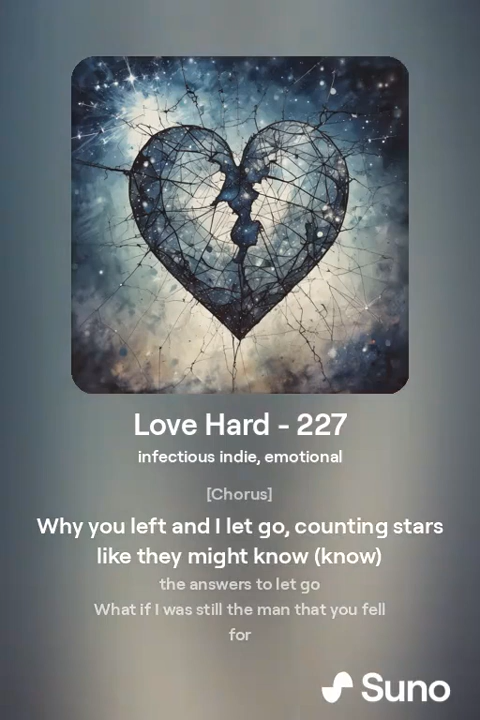 Love Hard - 227
infectious indie, emotional
[Chorus]
Why you left and I let go, counting stars
like they might know (know)
the answers to let go
What if I was still the man that you fell
for
Suno